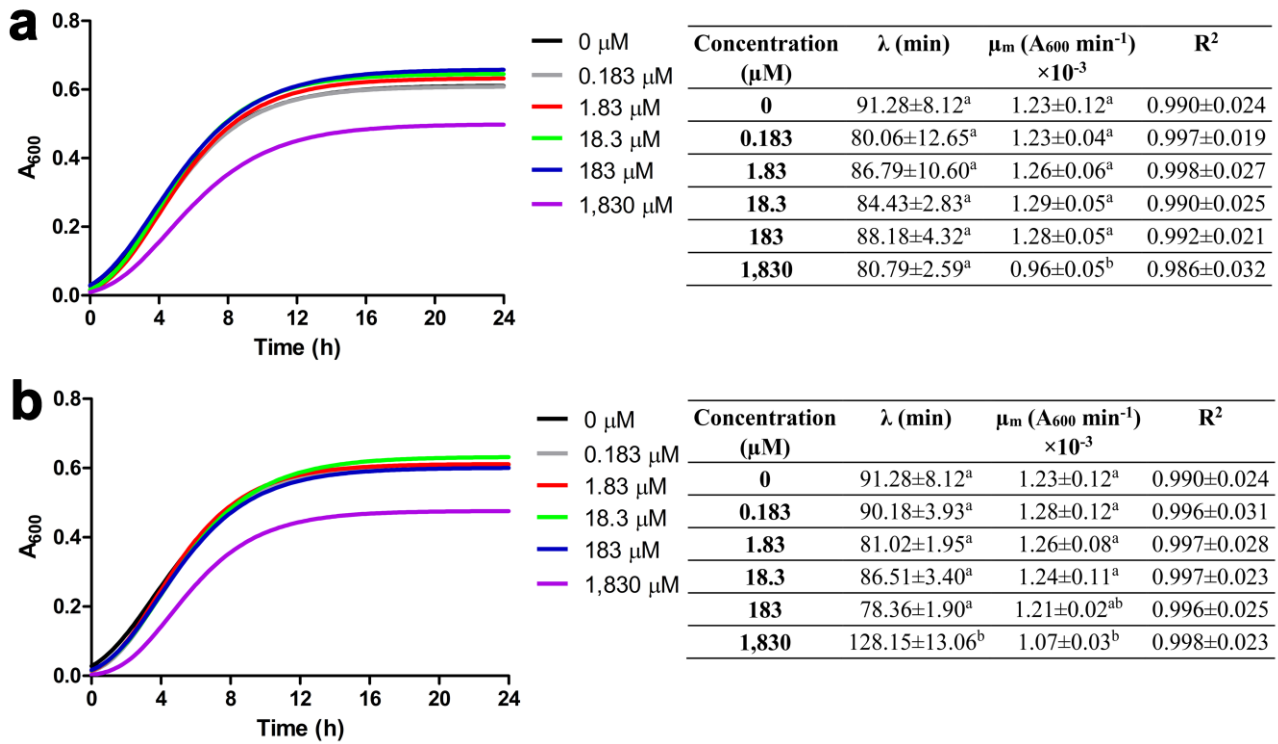 a
0.8
0.6
0.4
0.2
0.0
A600
0 4 8 12 16 20 24
Time (h)
0 μM
0.183 μM
1.83 μM
18.3 μM
183 μM
1,830 μM
Concentration (μM) λ (min) μm (A600 min-1) ×10-3 R2
0 91.28±8.12a 1.23±0.12a 0.990±0.024
0.183 80.06±12.65a 1.23±0.04a 0.997±0.019
1.83 86.79±10.60a 1.26±0.06a 0.998±0.027
18.3 84.43±2.83a 1.29±0.05a 0.990±0.025
183 88.18±4.32a 1.28±0.05a 0.992±0.021
1,830 80.79±2.59a 0.96±0.05b 0.986±0.032
b
0.8
0.6
0.4
0.2
0.0
A600
0 4 8 12 16 20 24
Time (h)
0 μM
0.183 μM
1.83 μM
18.3 μM
183 μM
1,830 μM
Concentration (μM) λ (min) μm (A600 min-1) ×10-3 R2
0 91.28±8.12a 1.23±0.12a 0.990±0.024
0.183 90.18±3.93a 1.28±0.12a 0.996±0.031
1.83 81.02±1.95a 1.26±0.08a 0.997±0.028
18.3 86.51±3.40a 1.24±0.11a 0.997±0.023
183 78.36±1.90a 1.21±0.02ab 0.996±0.025
1,830 128.15±13.06b 1.07±0.03b 0.998±0.023